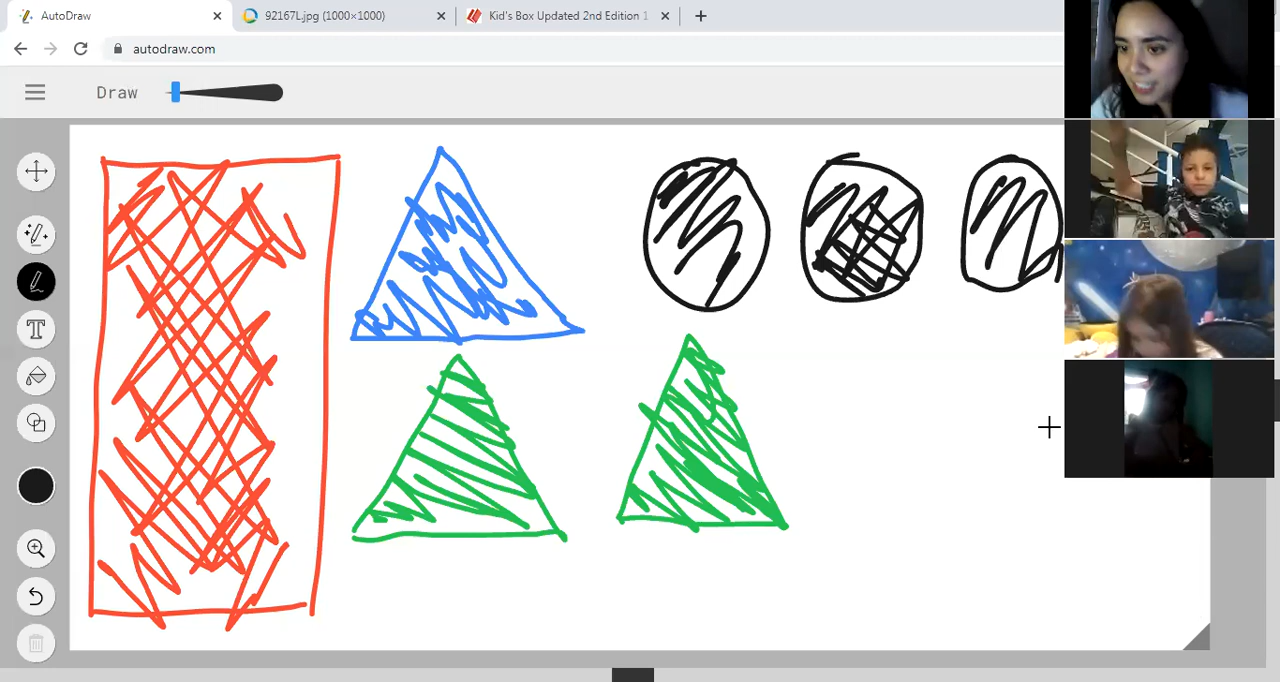 AutoDraw
92167L.jpg (1000×1000)
Kid's Box Updated 2nd Edition 1
autodraw.com
Draw
T